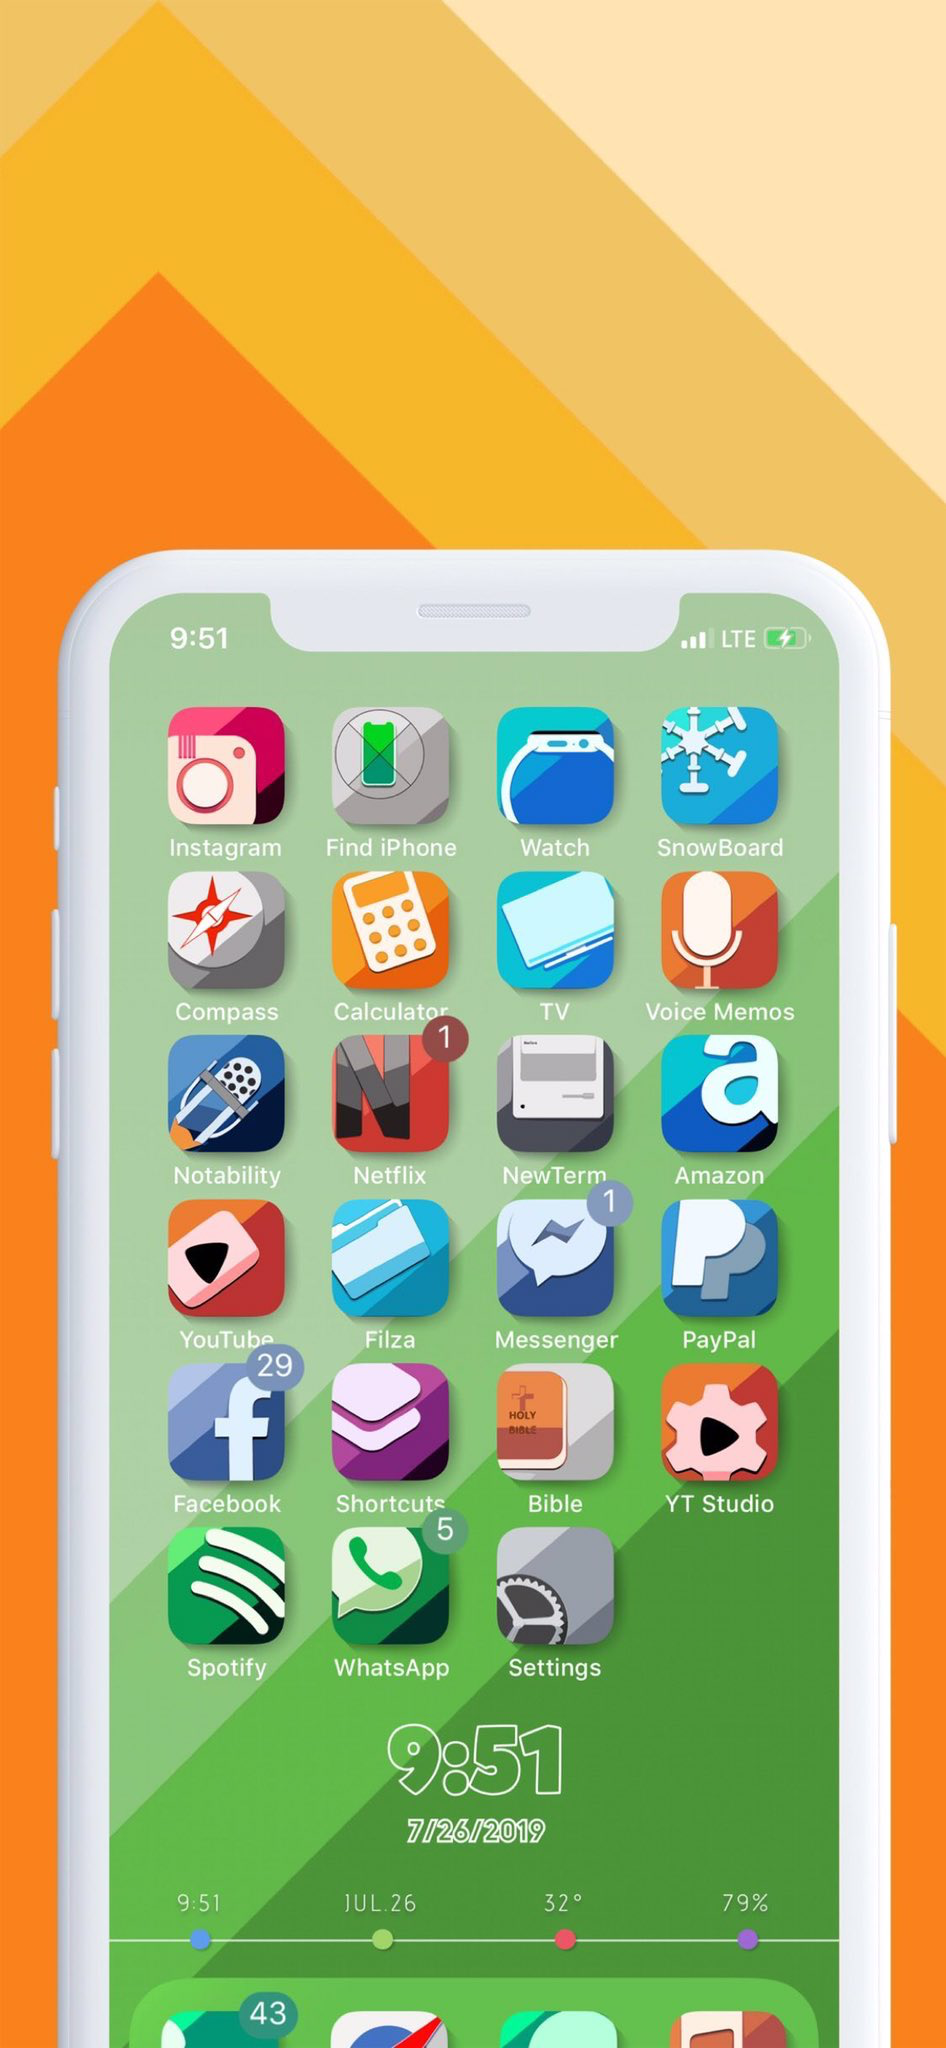 9:51 LTE
Instagram Find iPhone Watch SnowBoard
Compass Calculator TV Voice Memos
1
Notability Netflix NewTerm Amazon
1
YouTube Filza Messenger PayPal
29
HOLY
BIBLE
Facebook Shortcuts Bible YT Studio
5
Spotify WhatsApp Settings
9:51
7/26/2019
9:51 JUL.26 32° 79%
43